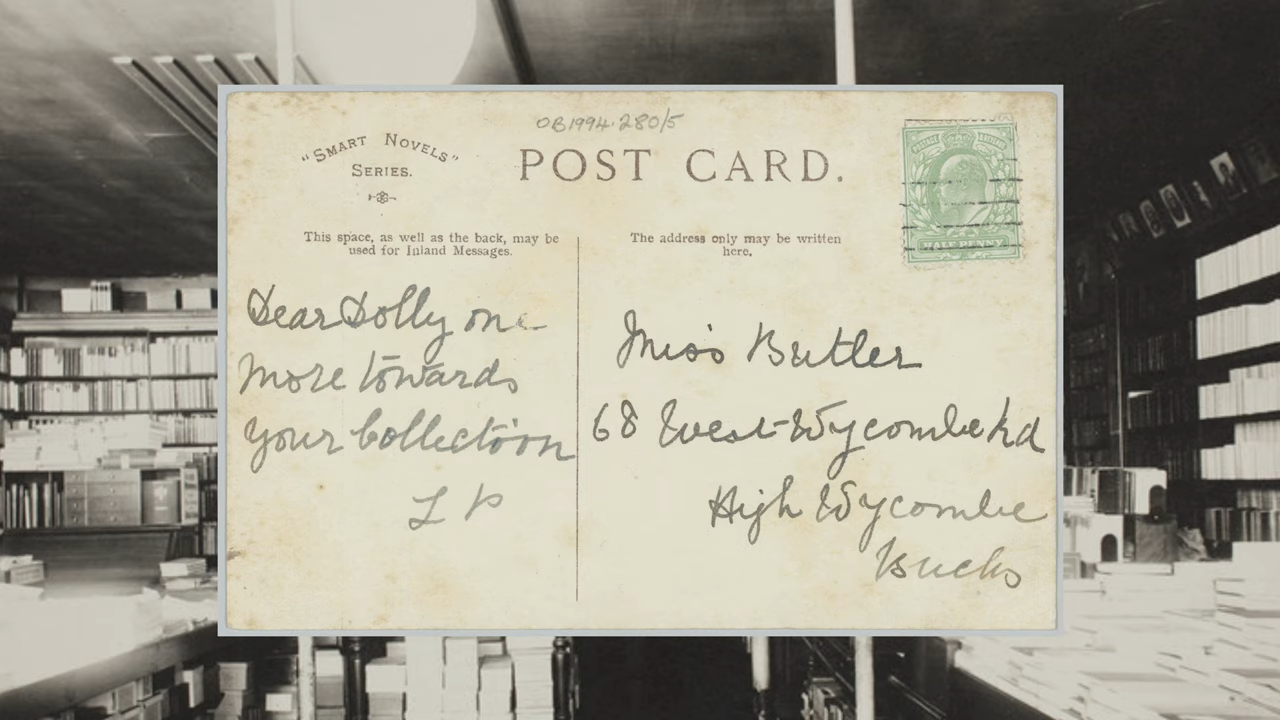 OB1994.280/5
"SMART NOVELS"
SERIES.
POST CARD.
This space, as well as the back, may be
used for Inland Messages.
The address only may be written
here.
HALF PENNY
Dear Dolly one
More towards
your Collection
L P
Miss Butler
68 West Wycombe Rd
High Wycombe
Bucks